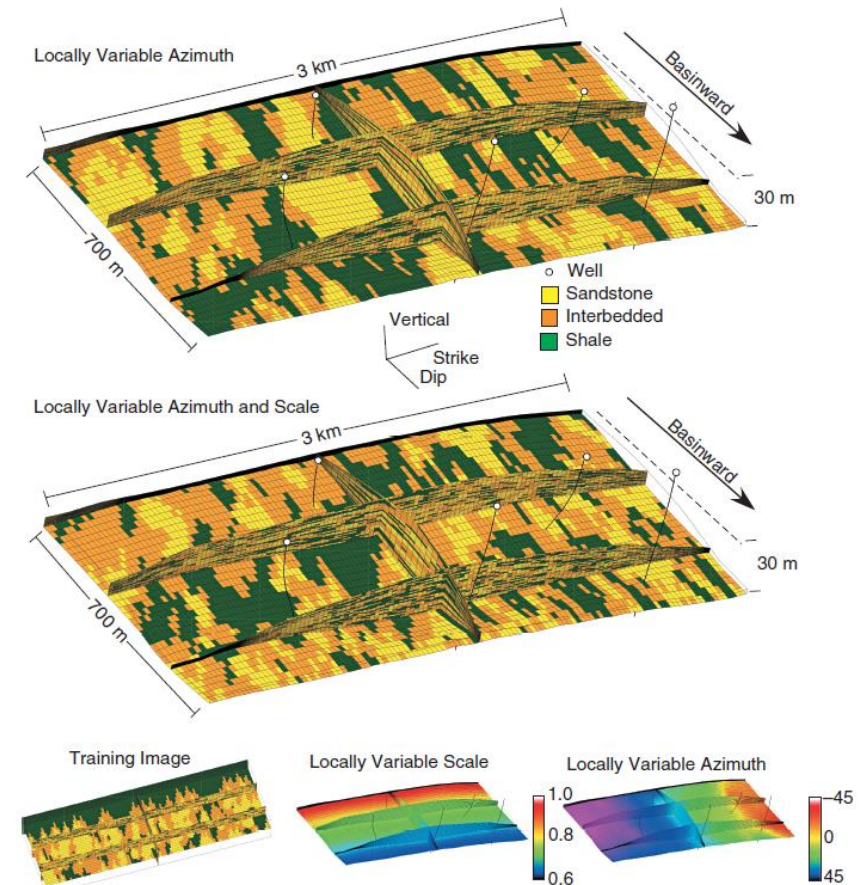 Locally Variable Azimuth
3 km
Basinward
700 m
30 m
Well
Sandstone
Interbedded
Shale
Vertical
Strike
Dip
Locally Variable Azimuth and Scale
3 km
Basinward
700 m
30 m
Training Image
Locally Variable Scale
Locally Variable Azimuth
1.0
0.8
0.6
–45
0
45